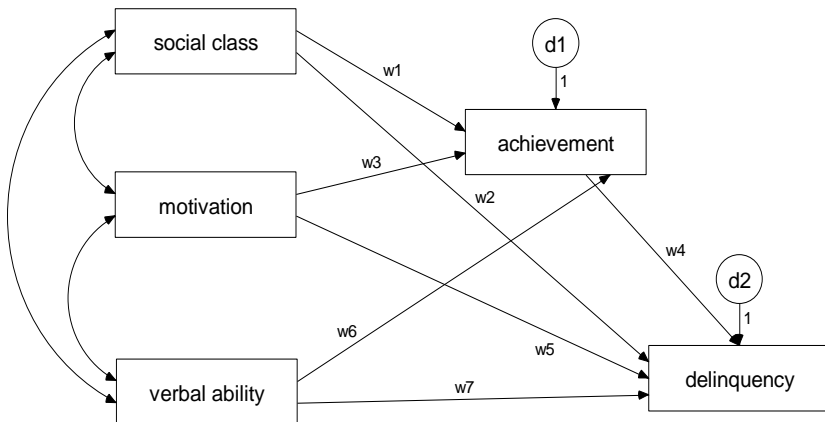 social class
d1
w1
1
achievement
w3
motivation
w2
w4
d2
w6
w5
1
verbal ability
w7
delinquency